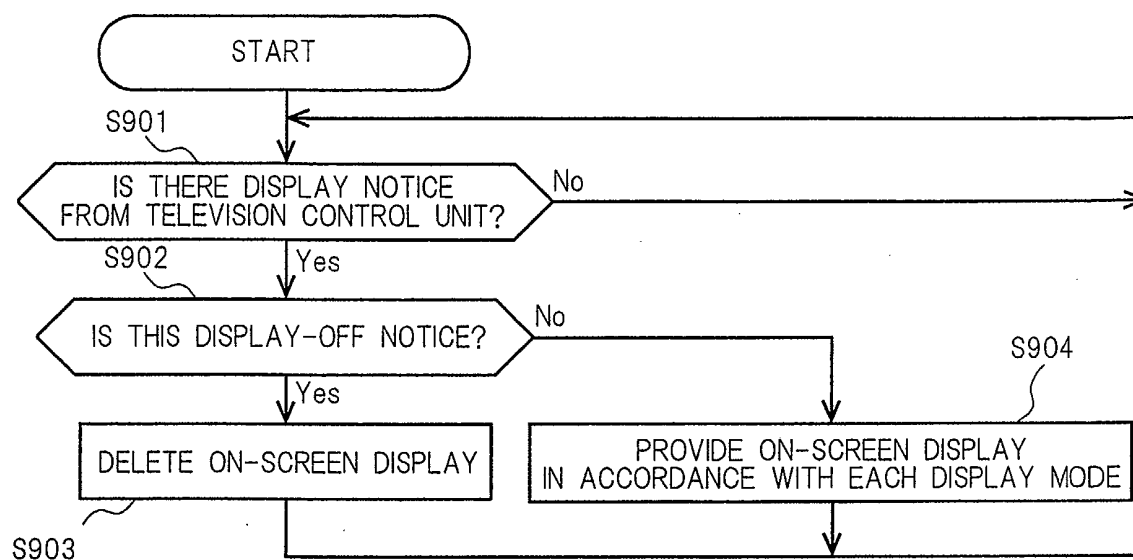 START
S901
IS THERE DISPLAY NOTICE
FROM TELEVISION CONTROL UNIT?
No
Yes
S902
IS THIS DISPLAY-OFF NOTICE?
No
Yes
S904
DELETE ON-SCREEN DISPLAY
PROVIDE ON-SCREEN DISPLAY
IN ACCORDANCE WITH EACH DISPLAY MODE
S903